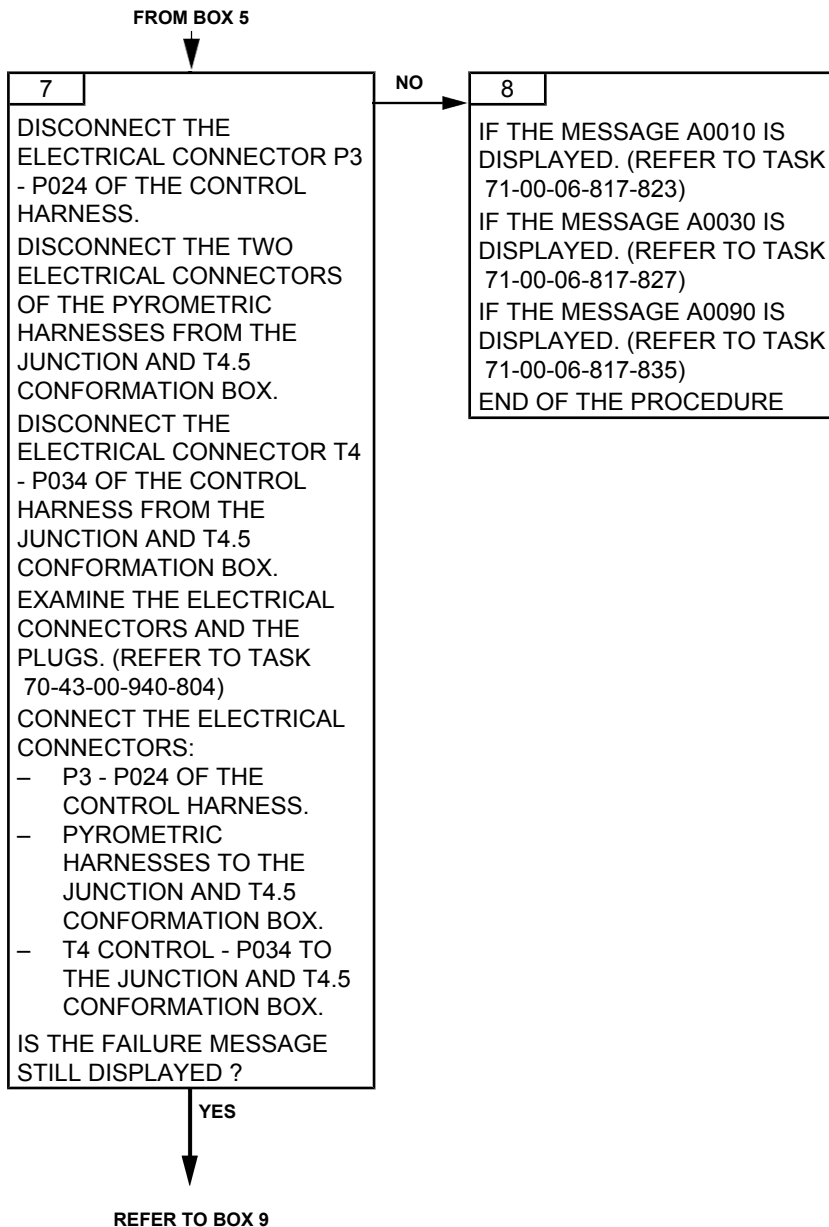 FROM BOX 5
7
DISCONNECT THE
ELECTRICAL CONNECTOR P3
- P024 OF THE CONTROL
HARNESS.
DISCONNECT THE TWO
ELECTRICAL CONNECTORS
OF THE PYROMETRIC
HARNESSES FROM THE
JUNCTION AND T4.5
CONFORMATION BOX.
DISCONNECT THE
ELECTRICAL CONNECTOR T4
- P034 OF THE CONTROL
HARNESS FROM THE
JUNCTION AND T4.5
CONFORMATION BOX.
EXAMINE THE ELECTRICAL
CONNECTORS AND THE
PLUGS. (REFER TO TASK
70-43-00-940-804)
CONNECT THE ELECTRICAL
CONNECTORS:
– P3 - P024 OF THE
CONTROL HARNESS.
– PYROMETRIC
HARNESSES TO THE
JUNCTION AND T4.5
CONFORMATION BOX.
– T4 CONTROL - P034 TO
THE JUNCTION AND T4.5
CONFORMATION BOX.
IS THE FAILURE MESSAGE
STILL DISPLAYED ?
NO
8
IF THE MESSAGE A0010 IS
DISPLAYED. (REFER TO TASK
71-00-06-817-823)
IF THE MESSAGE A0030 IS
DISPLAYED. (REFER TO TASK
71-00-06-817-827)
IF THE MESSAGE A0090 IS
DISPLAYED. (REFER TO TASK
71-00-06-817-835)
END OF THE PROCEDURE
YES
REFER TO BOX 9